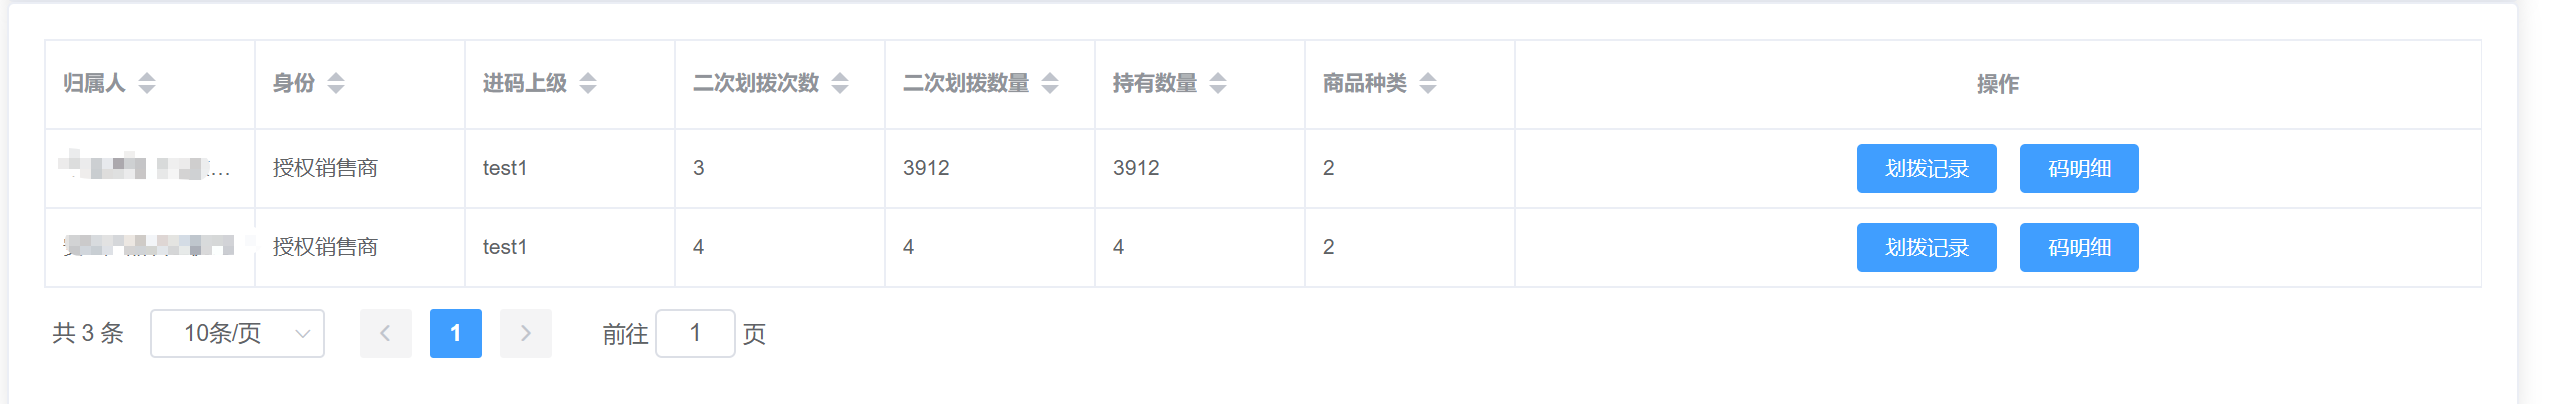 归属人 身份 进码上级 二次划拨次数 二次划拨数量 持有数量 商品种类 操作
授权销售商 test1 3 3912 3912 2 划拨记录 码明细
授权销售商 test1 4 4 4 2 划拨记录 码明细
共 3 条 10条/页 1 前往 1 页